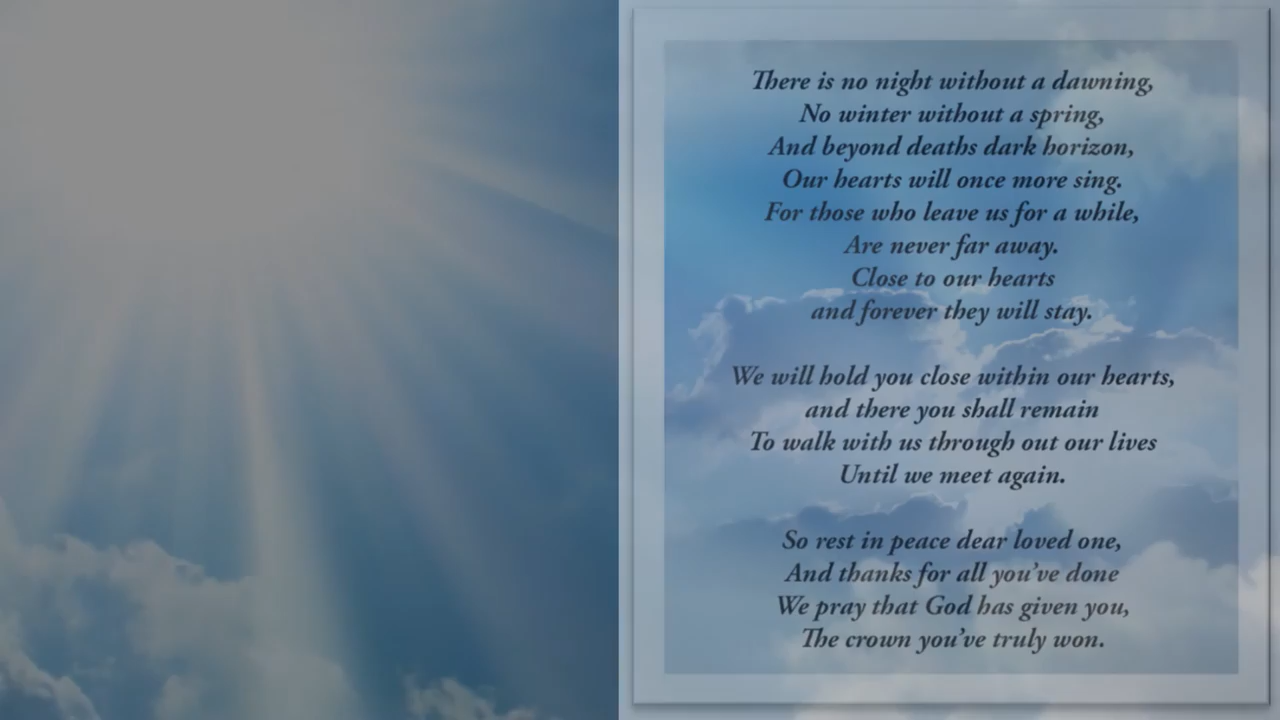 There is no night without a dawning,
No winter without a spring,
And beyond deaths dark horizon,
Our hearts will once more sing.
For those who leave us for a while,
Are never far away.
Close to our hearts
and forever they will stay.
We will hold you close within our hearts,
and there you shall remain
To walk with us through out our lives
Until we meet again.
So rest in peace dear loved one,
And thanks for all you’ve done
We pray that God has given you,
The crown you’ve truly won.